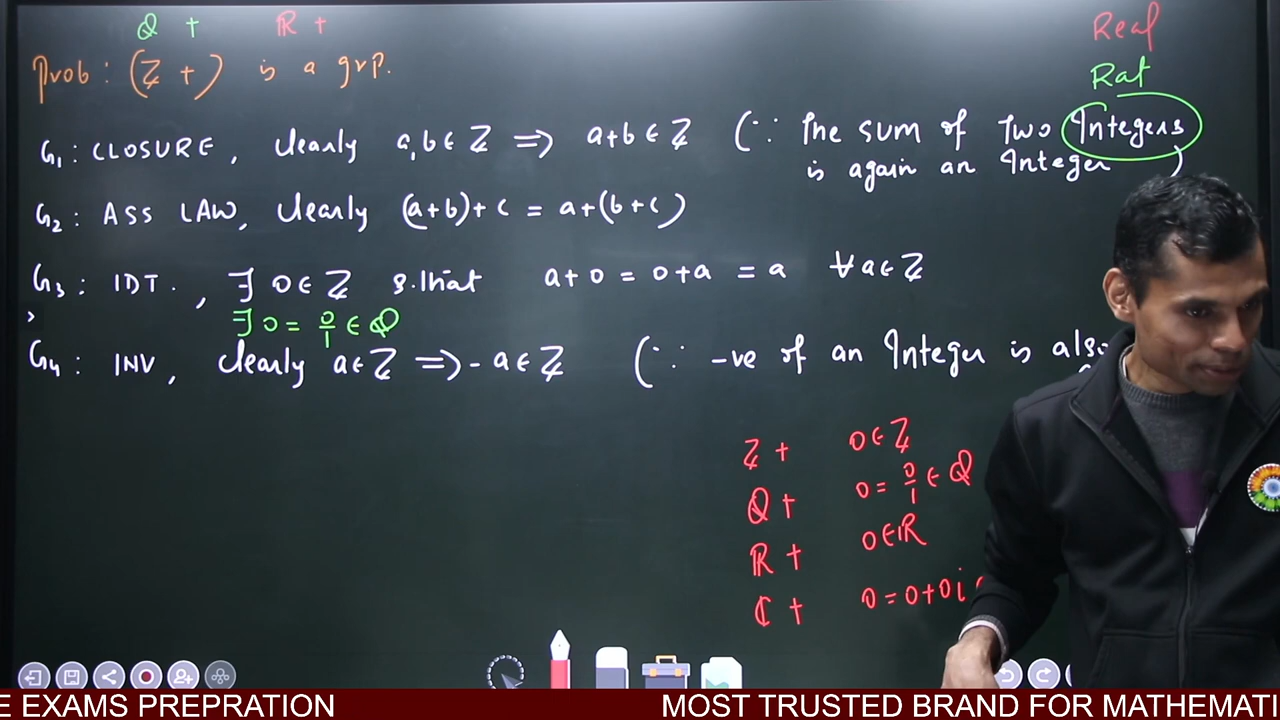 Q + R + Real
Prob: (Z +) is a grp. Rat
G₁: CLOSURE, clearly a,b ∈ Z ⟹ a+b ∈ Z (∵ The sum of Two Integers
is again an Integer )
G₂: ASS LAW, clearly (a+b)+c = a+(b+c)
G₃: IDT., ∃ 0 ∈ Z s.that a+0 = 0+a = a ∀ a ∈ Z
∃ 0 = 0/1 ∈ Q
G₄: INV, clearly a ∈ Z ⟹ -a ∈ Z (∵ -ve of an Integer is also
Z + 0 ∈ Z
Q + 0 = 0/1 ∈ Q
R + 0 ∈ R
C + 0 = 0+0i
E EXAMS PREPRATION MOST TRUSTED BRAND FOR MATHEMATI